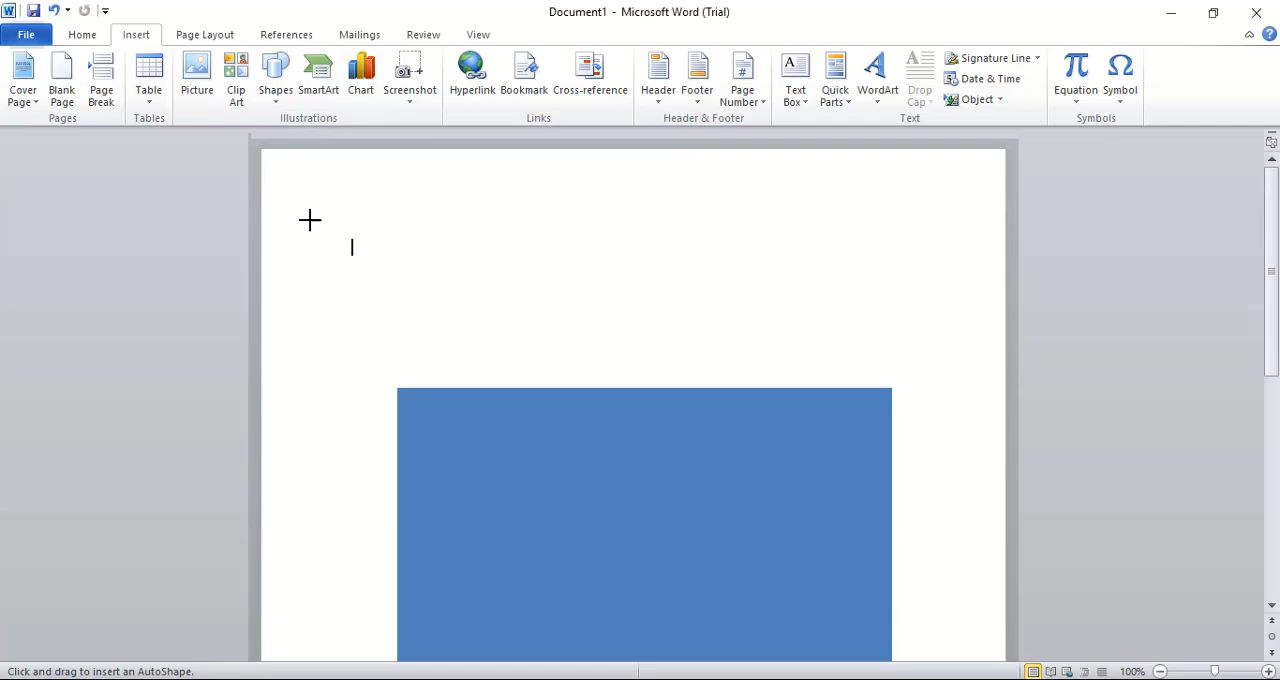 Document1 - Microsoft Word (Trial)
File Home Insert Page Layout References Mailings Review View
Cover Page Blank Page Page Break Table Picture Clip Art Shapes SmartArt Chart Screenshot Hyperlink Bookmark Cross-reference Header Footer Page Number Text Box Quick Parts WordArt Drop Cap Signature Line Date & Time Object Equation Symbol
Pages Tables Illustrations Links Header & Footer Text Symbols
Click and drag to insert an AutoShape. 100%